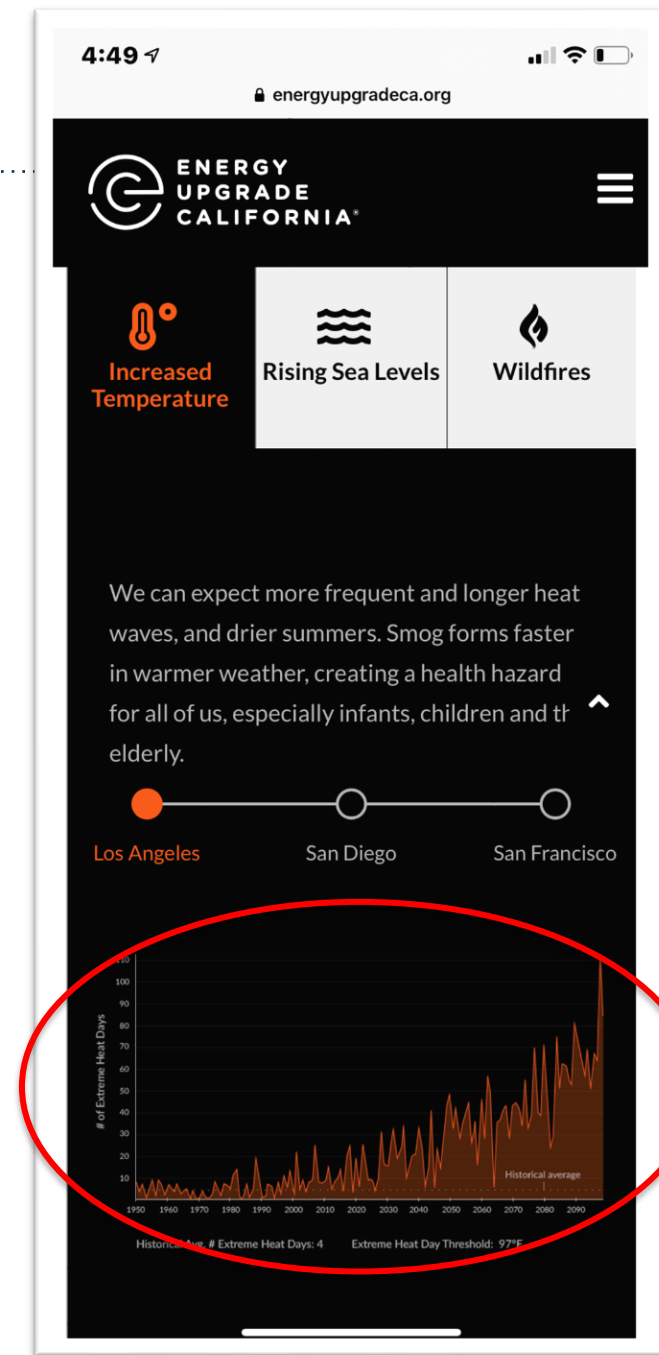 4:49
energyupgradeca.org
ENERGY
UPGRADE
CALIFORNIA®
Increased
Temperature
Rising Sea Levels
Wildfires
We can expect more frequent and longer heat
waves, and drier summers. Smog forms faster
in warmer weather, creating a health hazard
for all of us, especially infants, children and th
elderly.
Los Angeles
San Diego
San Francisco
# of Extreme Heat Days
110
100
90
80
70
60
50
40
30
20
10
Historical average
1950 1960 1970 1980 1990 2000 2010 2020 2030 2040 2050 2060 2070 2080 2090
Historical Avg. # Extreme Heat Days: 4 Extreme Heat Day Threshold: 97°F